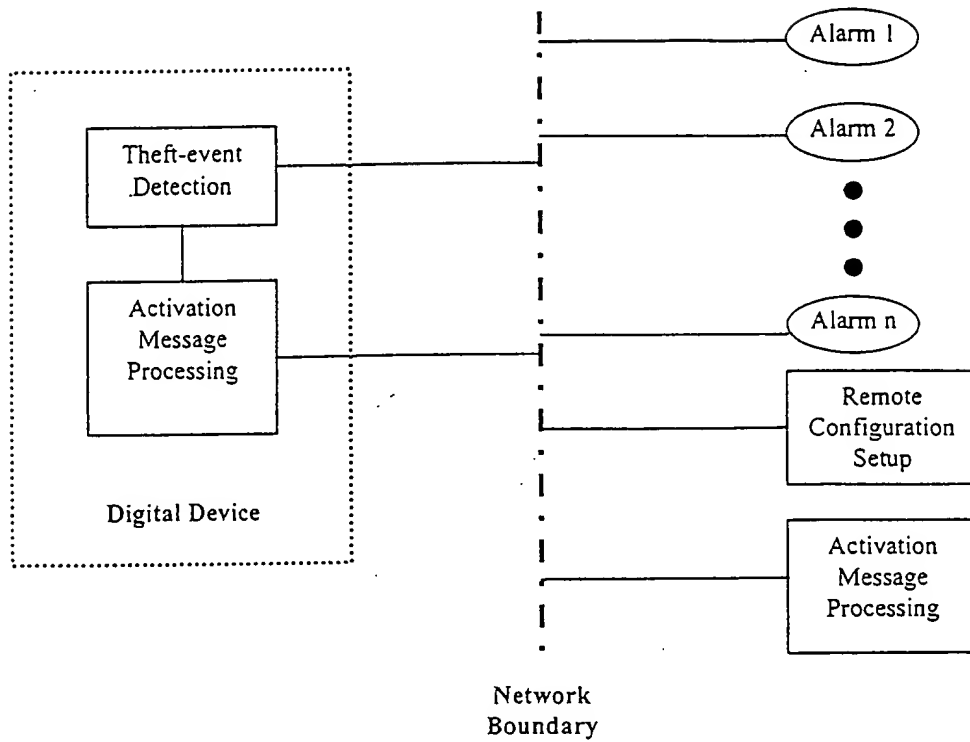 Alarm 1
Theft-event
Detection
Alarm 2
Activation
Message
Processing
Alarm n
Remote
Configuration
Setup
Digital Device
Activation
Message
Processing
Network
Boundary